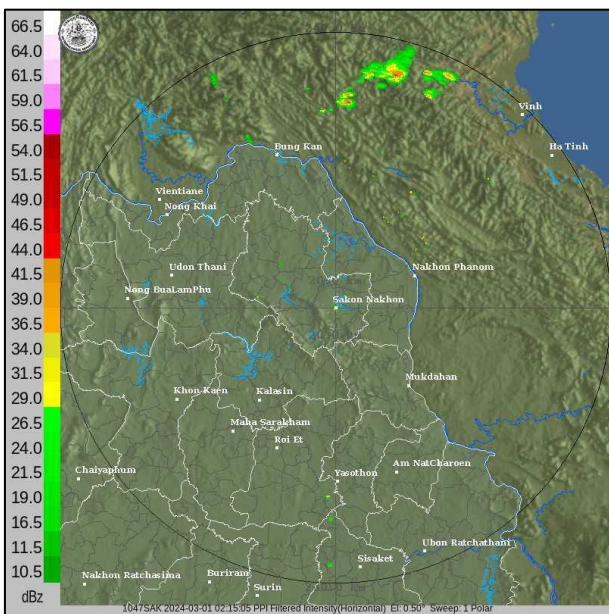 66.5
64.0
61.5
59.0
56.5
54.0
51.5
49.0
46.5
44.0
41.5
39.0
36.5
34.0
31.5
29.0
26.5
24.0
21.5
19.0
16.5
13.5
10.5
dBz
Vinh
Ha Tinh
Bung Kan
Vientiane
Nong Khai
Udon Thani
Nakhon Phanom
Nong BuaLamPhu
Sakon Nakhon
Mukdahan
Khon Kaen
Kalasin
Maha Sarakham
Roi Et
Chaiyaphum
Yasothon
Am NatCharoen
Ubon Ratchathani
Sisaket
Nakhon Ratchasima
Buriram
Surin
1047SAK 2024-03-01 02:15:05 PPI Filtered Intensity(Horizontal) El: 0.50° Sweep: 1 Polar